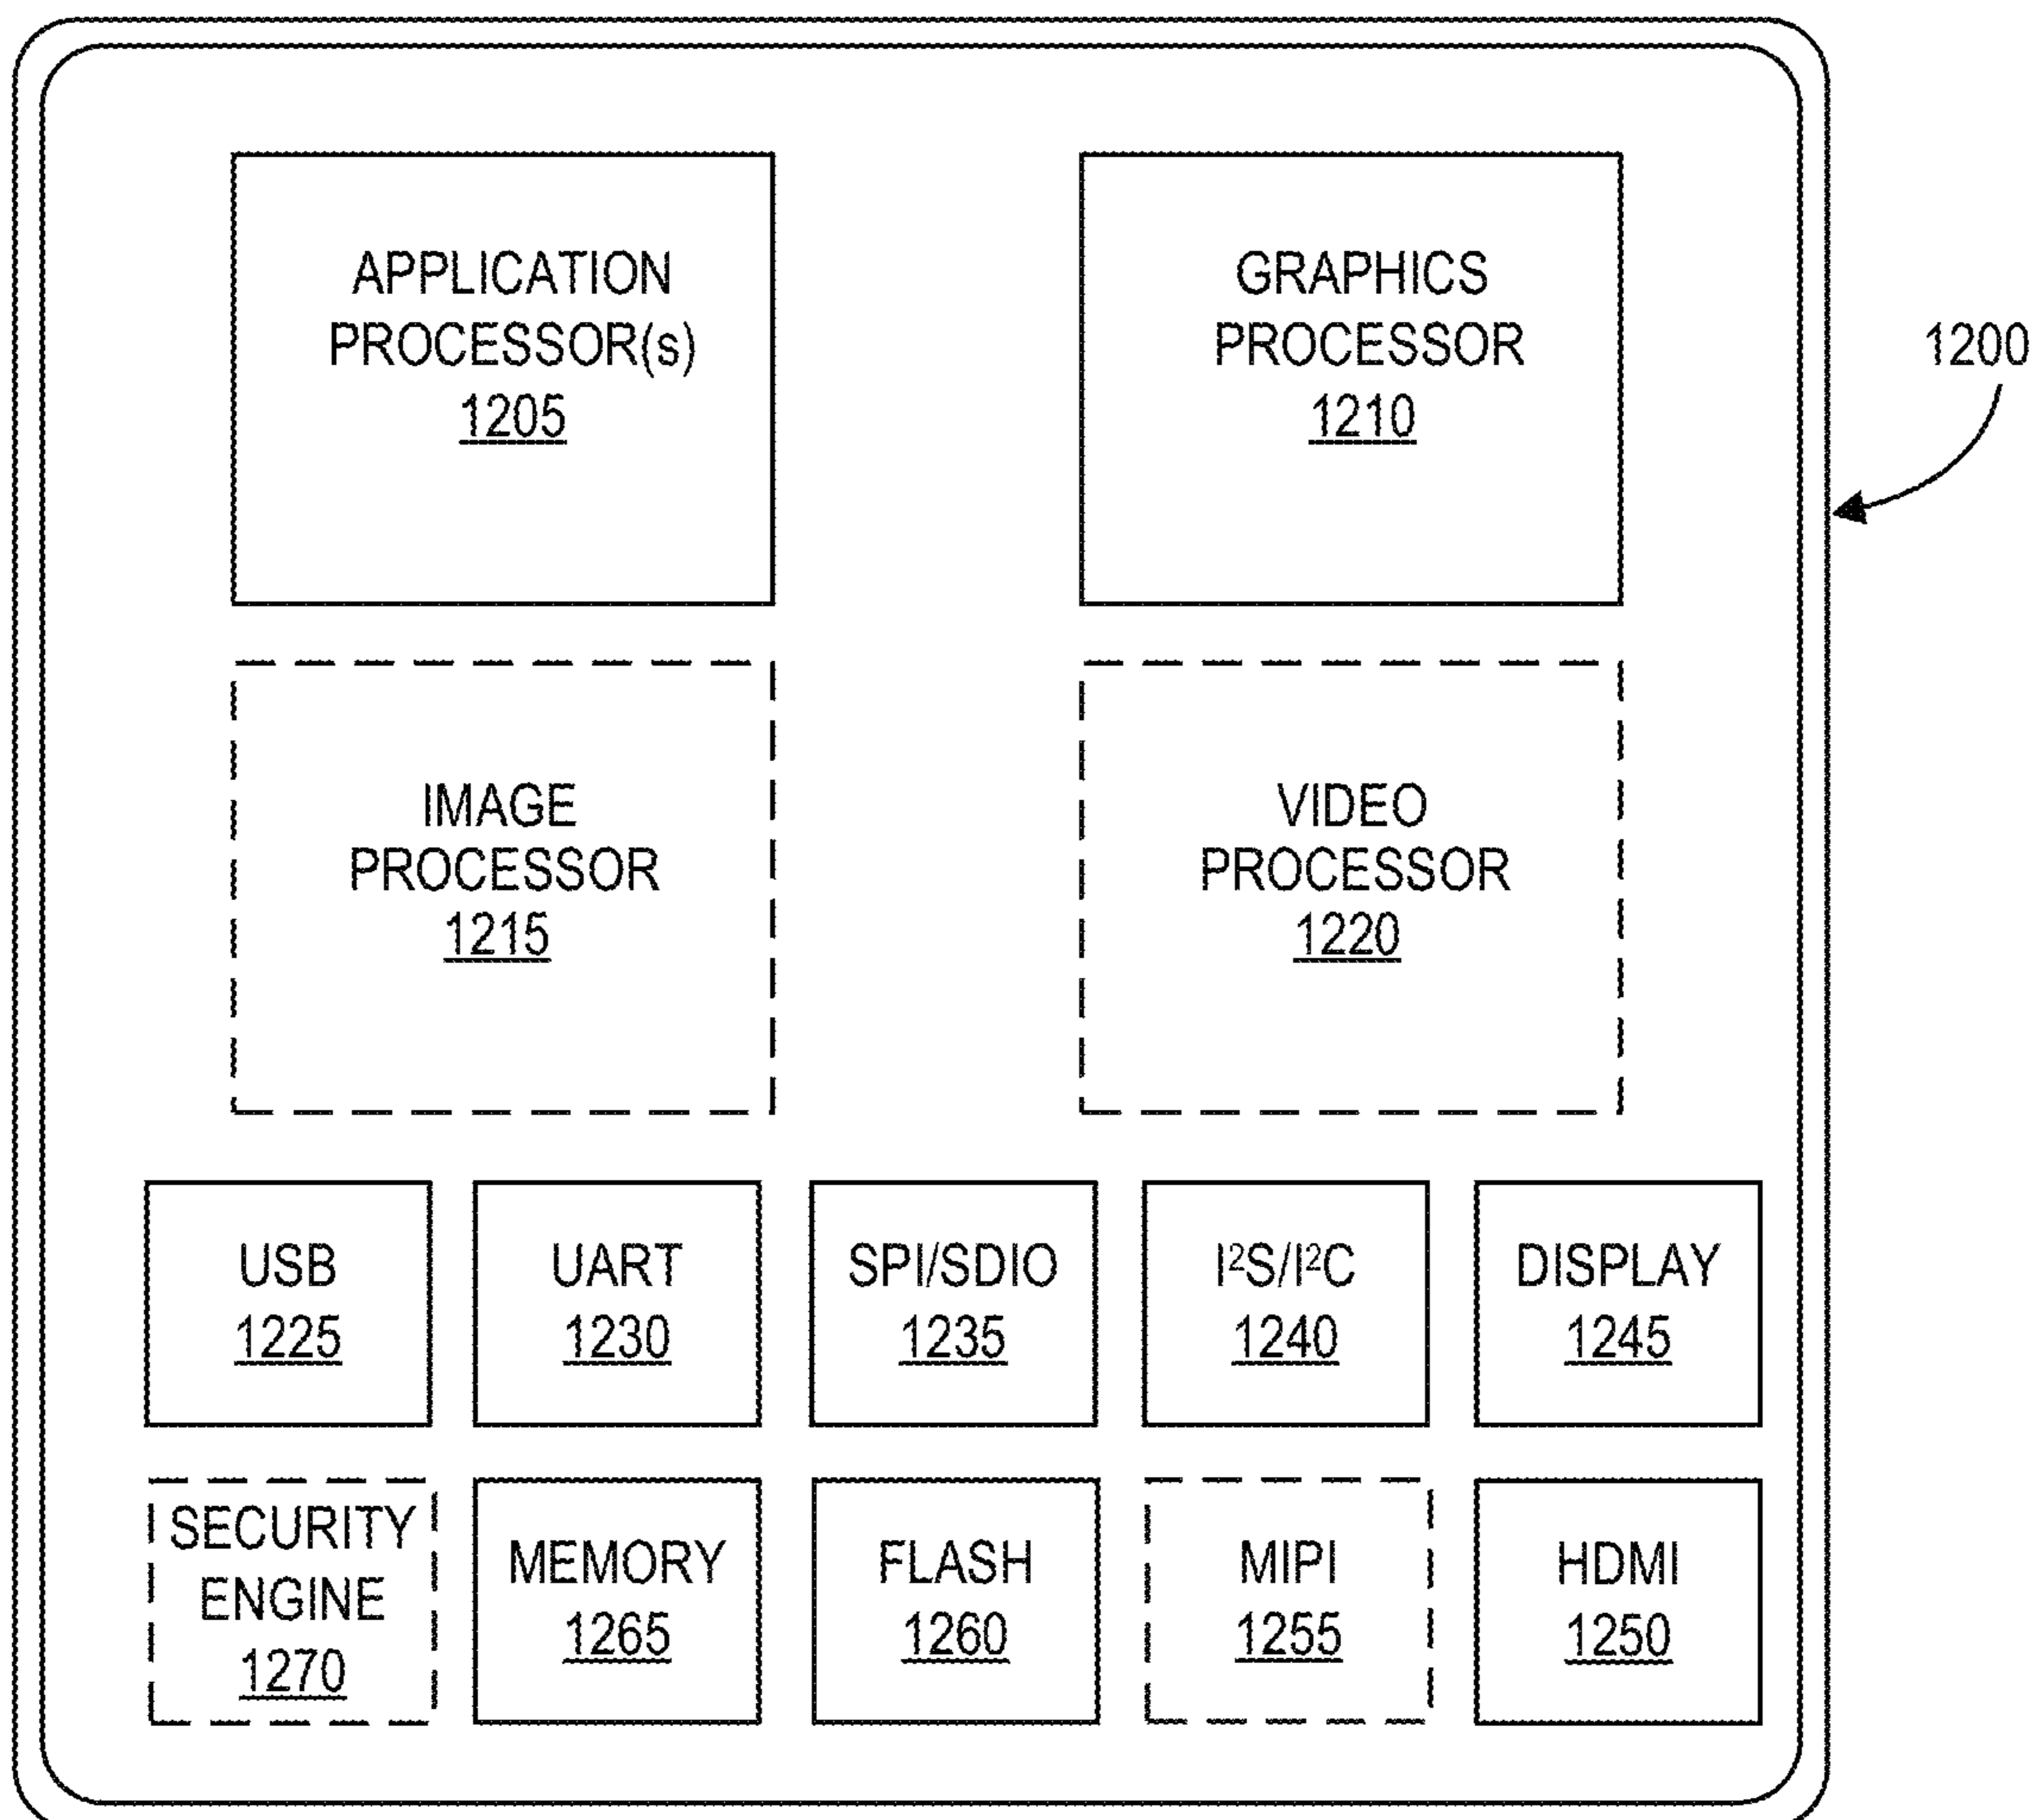 APPLICATION
PROCESSOR(s)
1205
GRAPHICS
PROCESSOR
1210
1200
IMAGE
PROCESSOR
1215
VIDEO
PROCESSOR
1220
USB
1225
UART
1230
SPI/SDIO
1235
I²S/I²C
1240
DISPLAY
1245
SECURITY
ENGINE
1270
MEMORY
1265
FLASH
1260
MIPI
1255
HDMI
1250